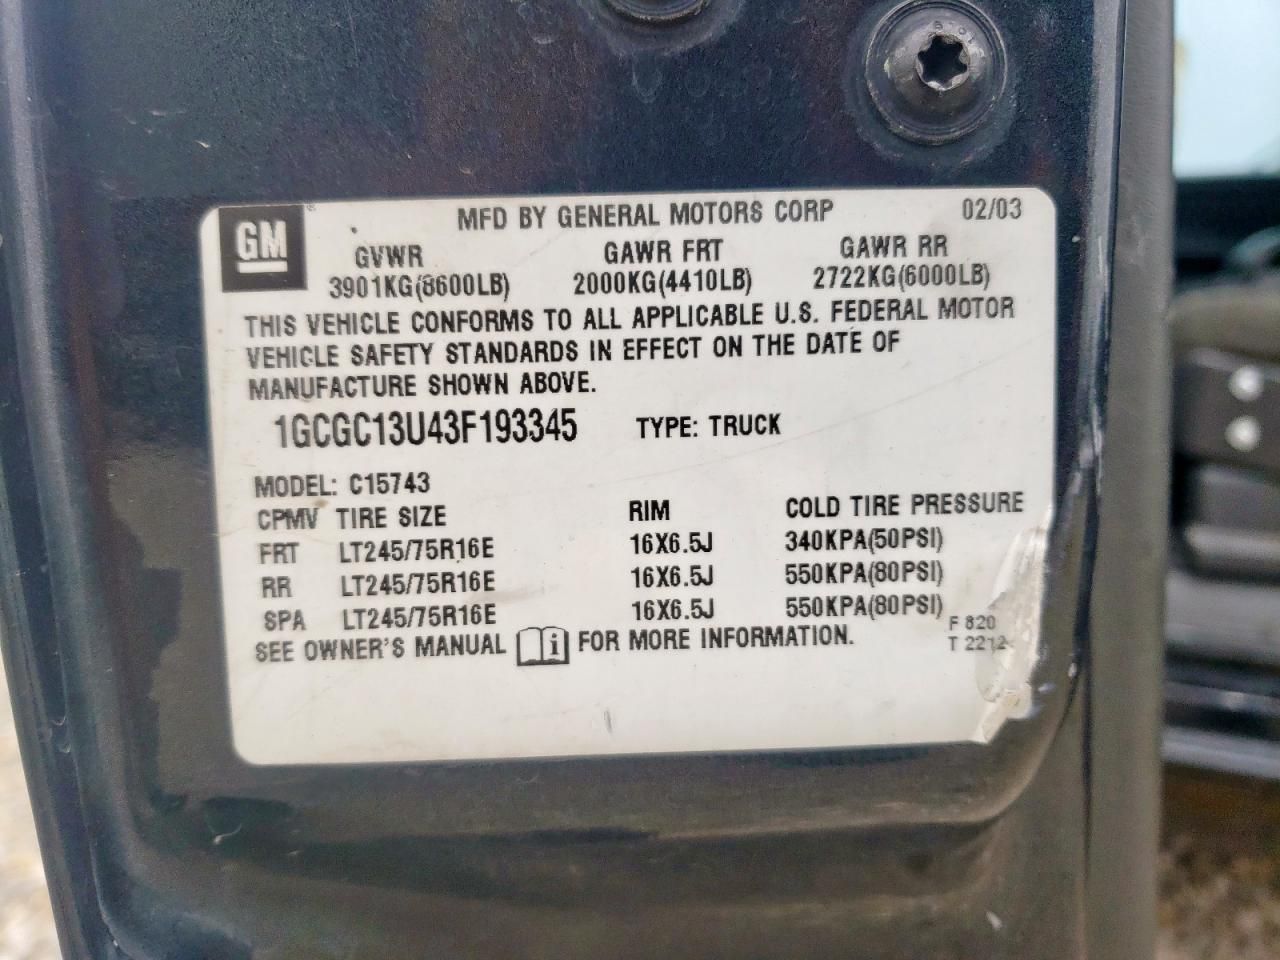 GM
MFD BY GENERAL MOTORS CORP 02/03
GVWR GAWR FRT GAWR RR
3901KG(8600LB) 2000KG(4410LB) 2722KG(6000LB)
THIS VEHICLE CONFORMS TO ALL APPLICABLE U.S. FEDERAL MOTOR
VEHICLE SAFETY STANDARDS IN EFFECT ON THE DATE OF
MANUFACTURE SHOWN ABOVE.
1GCGC13U43F193345 TYPE: TRUCK
MODEL: C15743
CPMV TIRE SIZE RIM COLD TIRE PRESSURE
FRT LT245/75R16E 16X6.5J 340KPA(50PSI)
RR LT245/75R16E 16X6.5J 550KPA(80PSI)
SPA LT245/75R16E 16X6.5J 550KPA(80PSI)
SEE OWNER'S MANUAL i FOR MORE INFORMATION.
F 820
T 2212